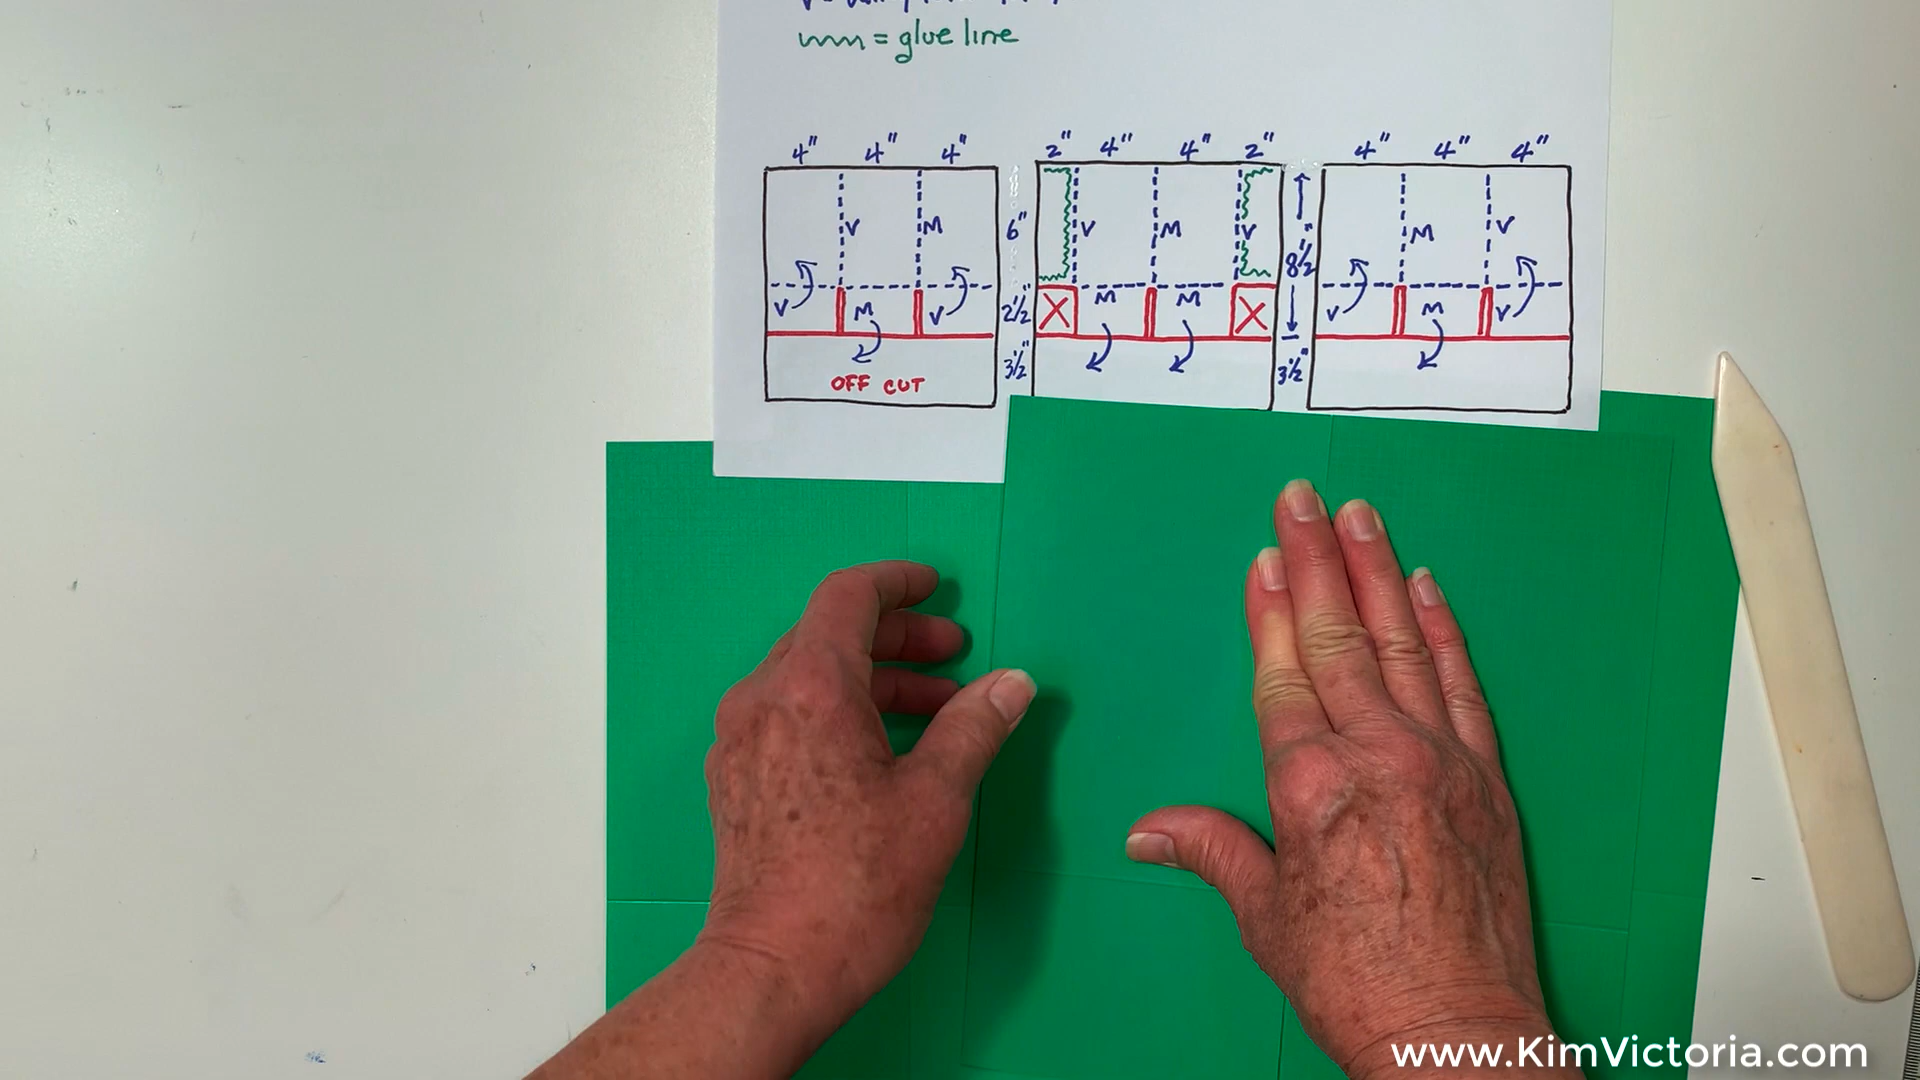 = glue line
4" 4" 4" 2" 4" 4" 2" 4" 4" 4"
V M V M V M V
6" 8½"
V M V M M V M V
2½"
3½" 3½"
OFF CUT
www.KimVictoria.com